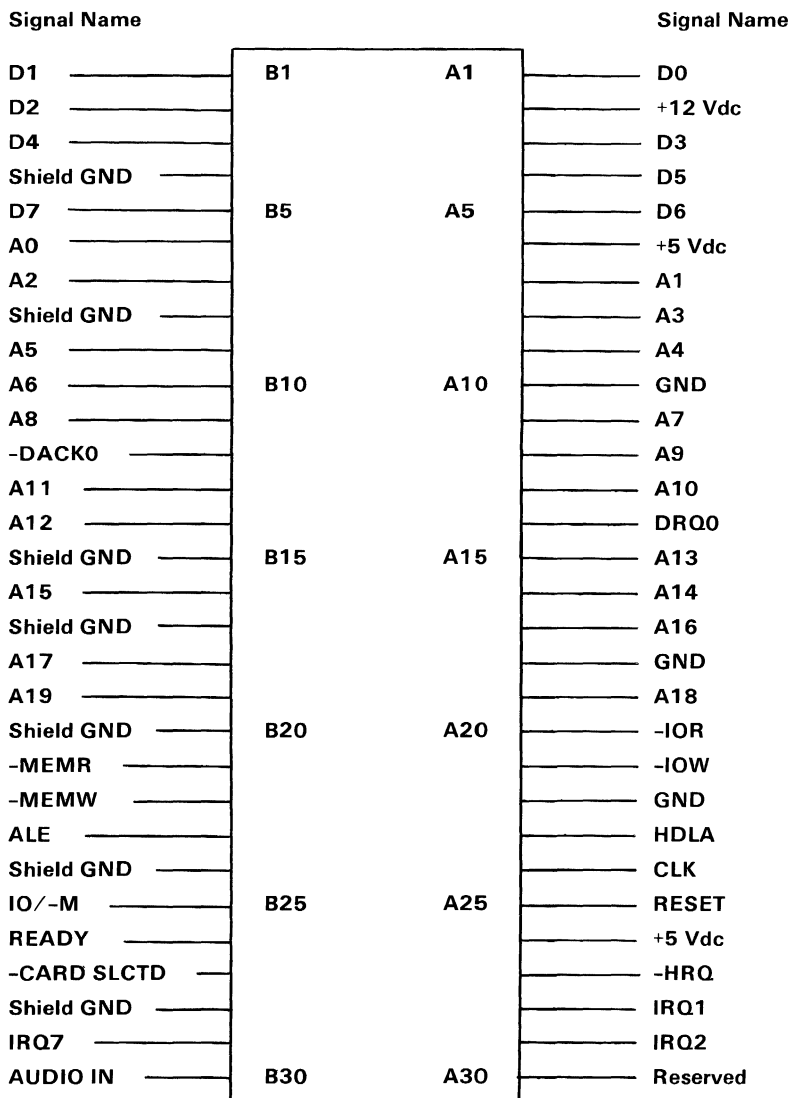 Signal Name Signal Name
D1 B1 A1 D0
D2 +12 Vdc
D4 D3
Shield GND D5
D7 B5 A5 D6
A0 +5 Vdc
A2 A1
Shield GND A3
A5 A4
A6 B10 A10 GND
A8 A7
-DACK0 A9
A11 A10
A12 DRQ0
Shield GND B15 A15 A13
A15 A14
Shield GND A16
A17 GND
A19 A18
Shield GND B20 A20 -IOR
-MEMR -IOW
-MEMW GND
ALE HDLA
Shield GND CLK
IO/-M B25 A25 RESET
READY +5 Vdc
-CARD SLCTD -HRQ
Shield GND IRQ1
IRQ7 IRQ2
AUDIO IN B30 A30 Reserved